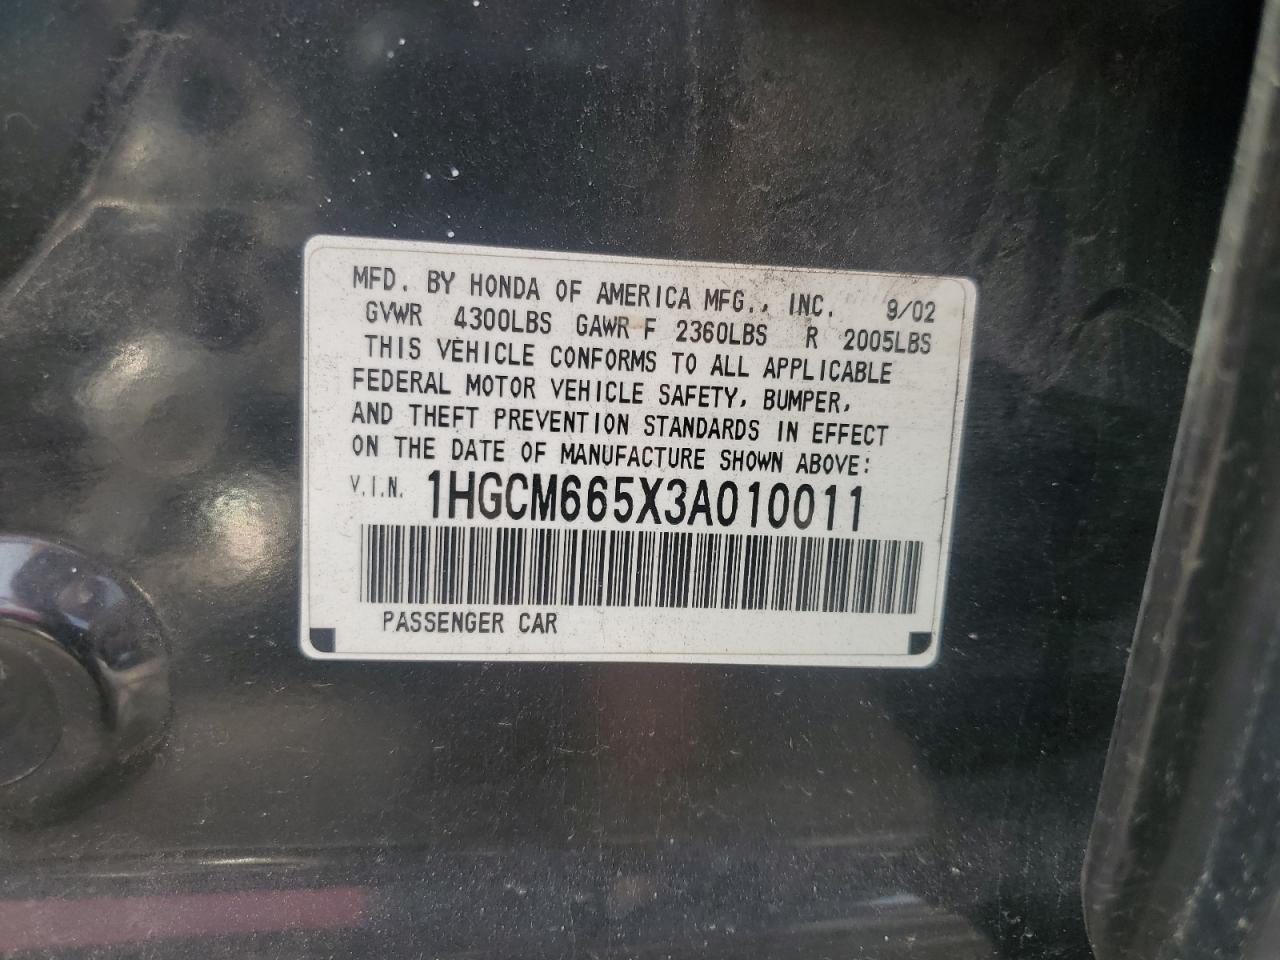 MFD. BY HONDA OF AMERICA MFG., INC. 9/02
GVWR 4300LBS GAWR F 2360LBS R 2005LBS
THIS VEHICLE CONFORMS TO ALL APPLICABLE
FEDERAL MOTOR VEHICLE SAFETY, BUMPER,
AND THEFT PREVENTION STANDARDS IN EFFECT
ON THE DATE OF MANUFACTURE SHOWN ABOVE:
V.I.N. 1HGCM665X3A010011
PASSENGER CAR